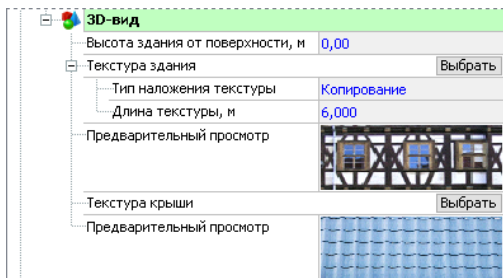 3D-вид
Высота здания от поверхности, м 0,00
Текстура здания Выбрать
Тип наложения текстуры Копирование
Длина текстуры, м 6,000
Предварительный просмотр
Текстура крыши Выбрать
Предварительный просмотр